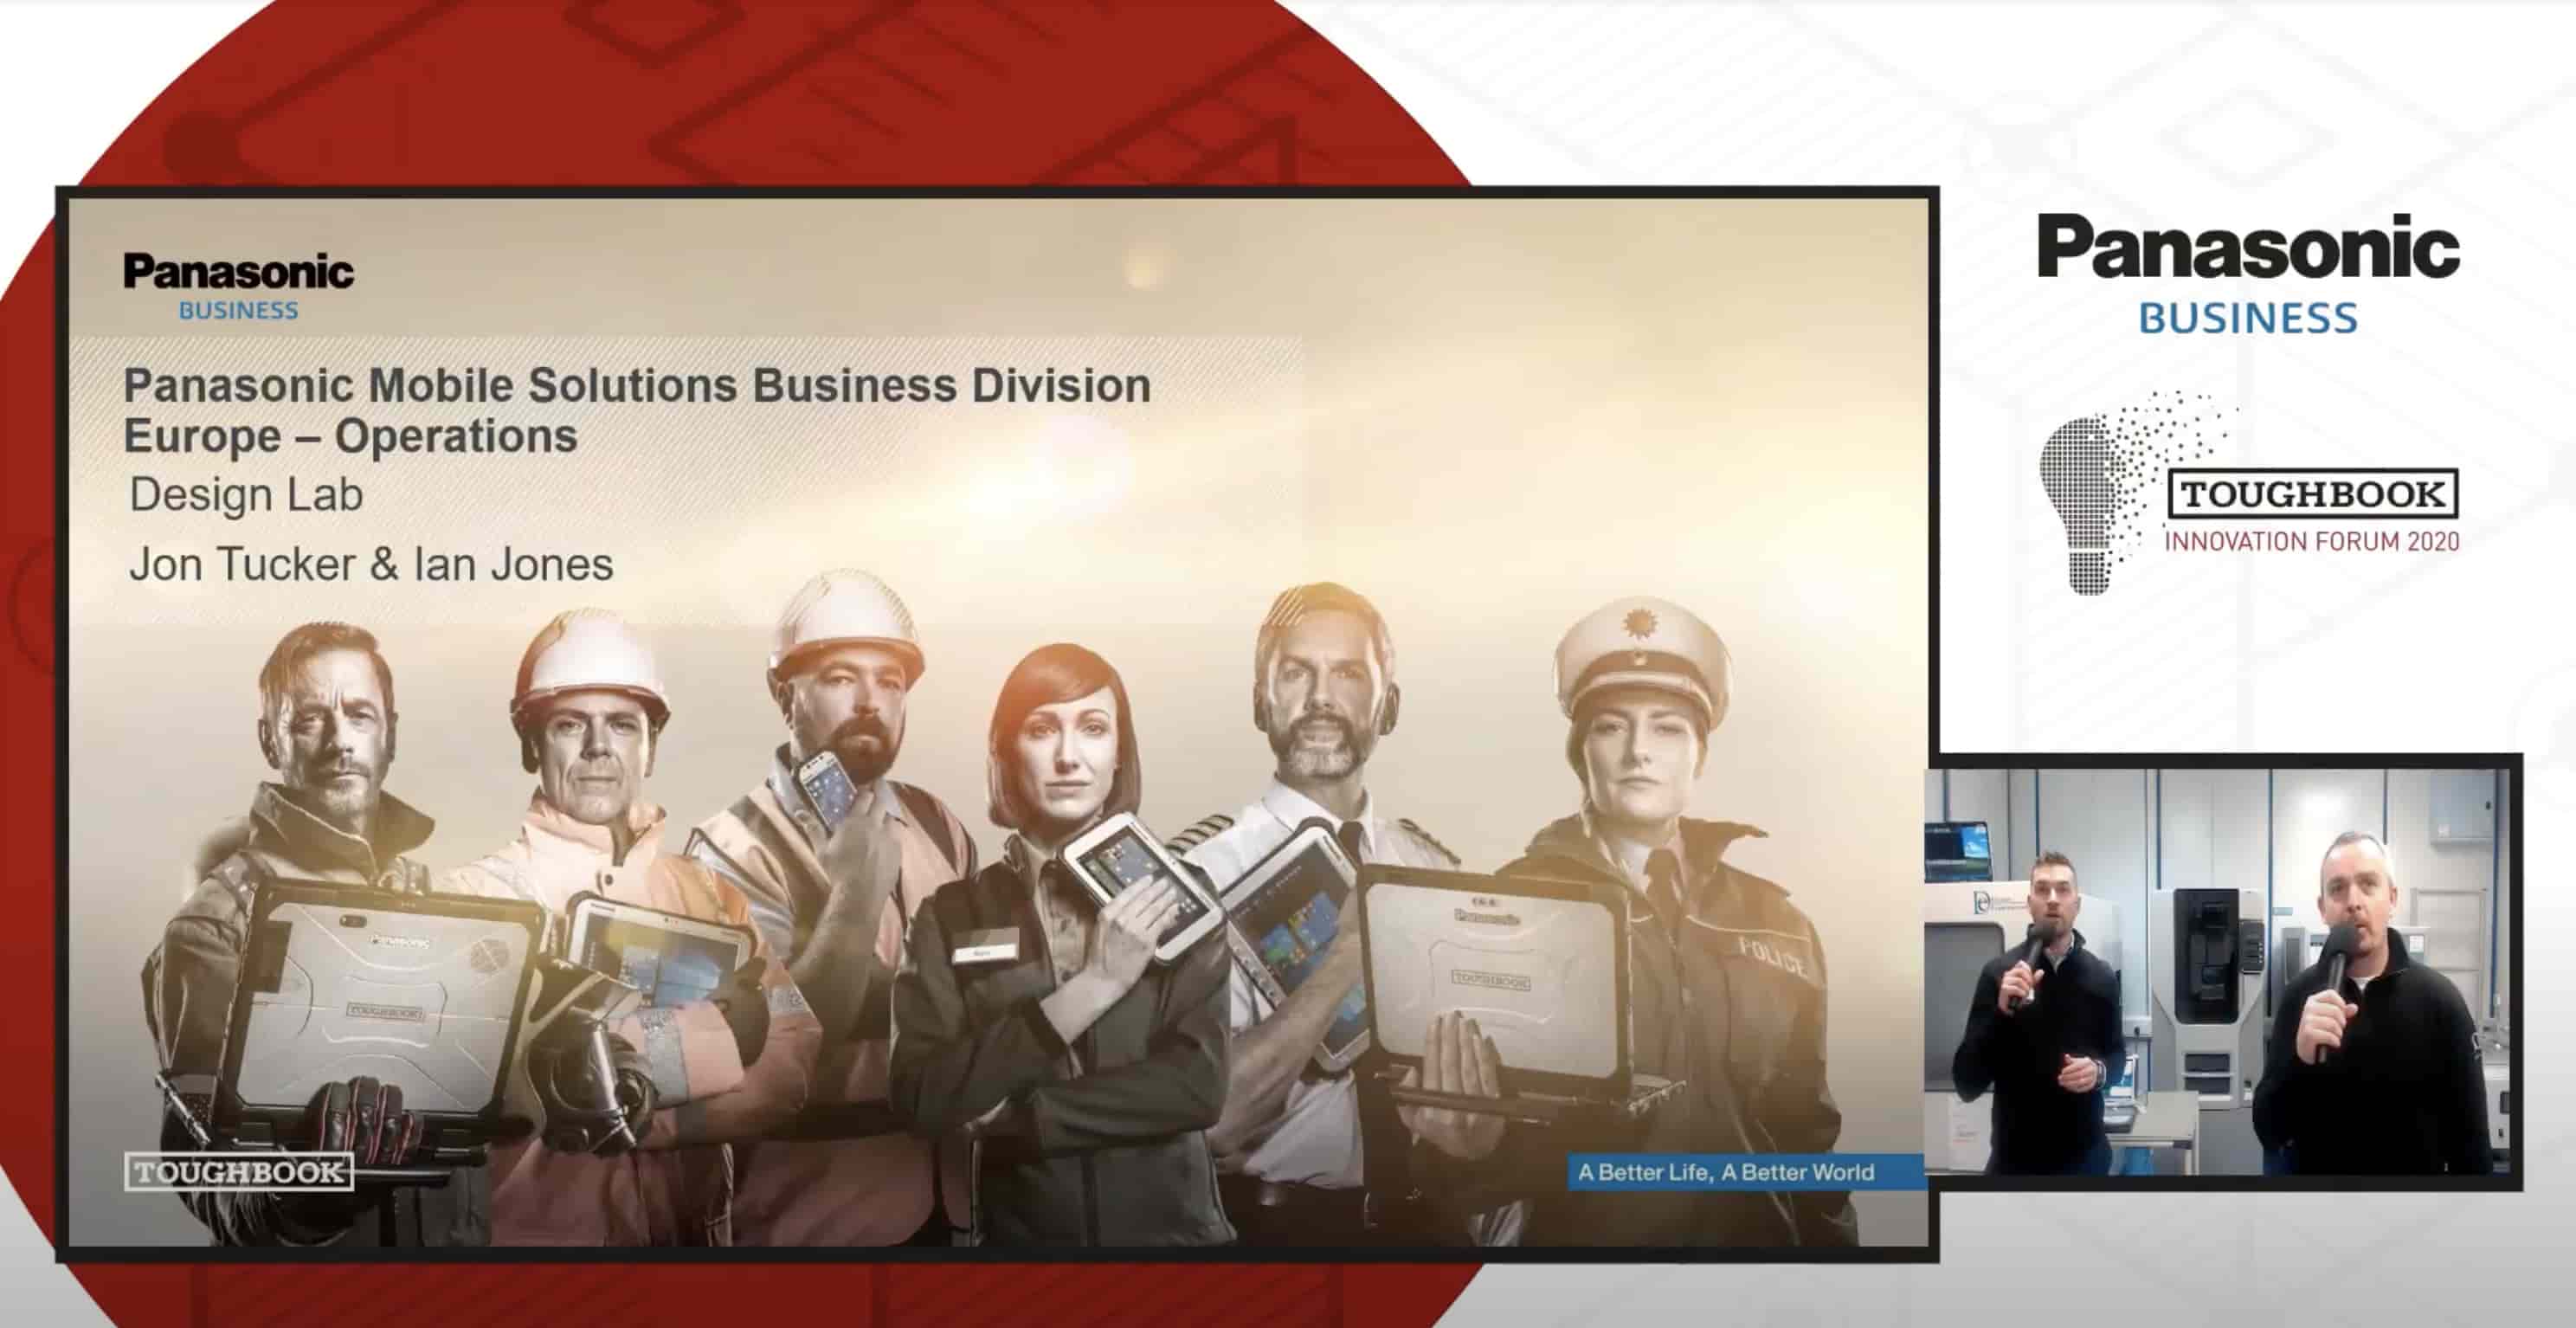 Panasonic
BUSINESS
Panasonic Mobile Solutions Business Division
Europe – Operations
Design Lab
Jon Tucker & Ian Jones
Panasonic
TOUGHBOOK
Panasonic
TOUGHBOOK
POLICE
TOUGHBOOK
A Better Life, A Better World
Panasonic
BUSINESS
TOUGHBOOK
INNOVATION FORUM 2020